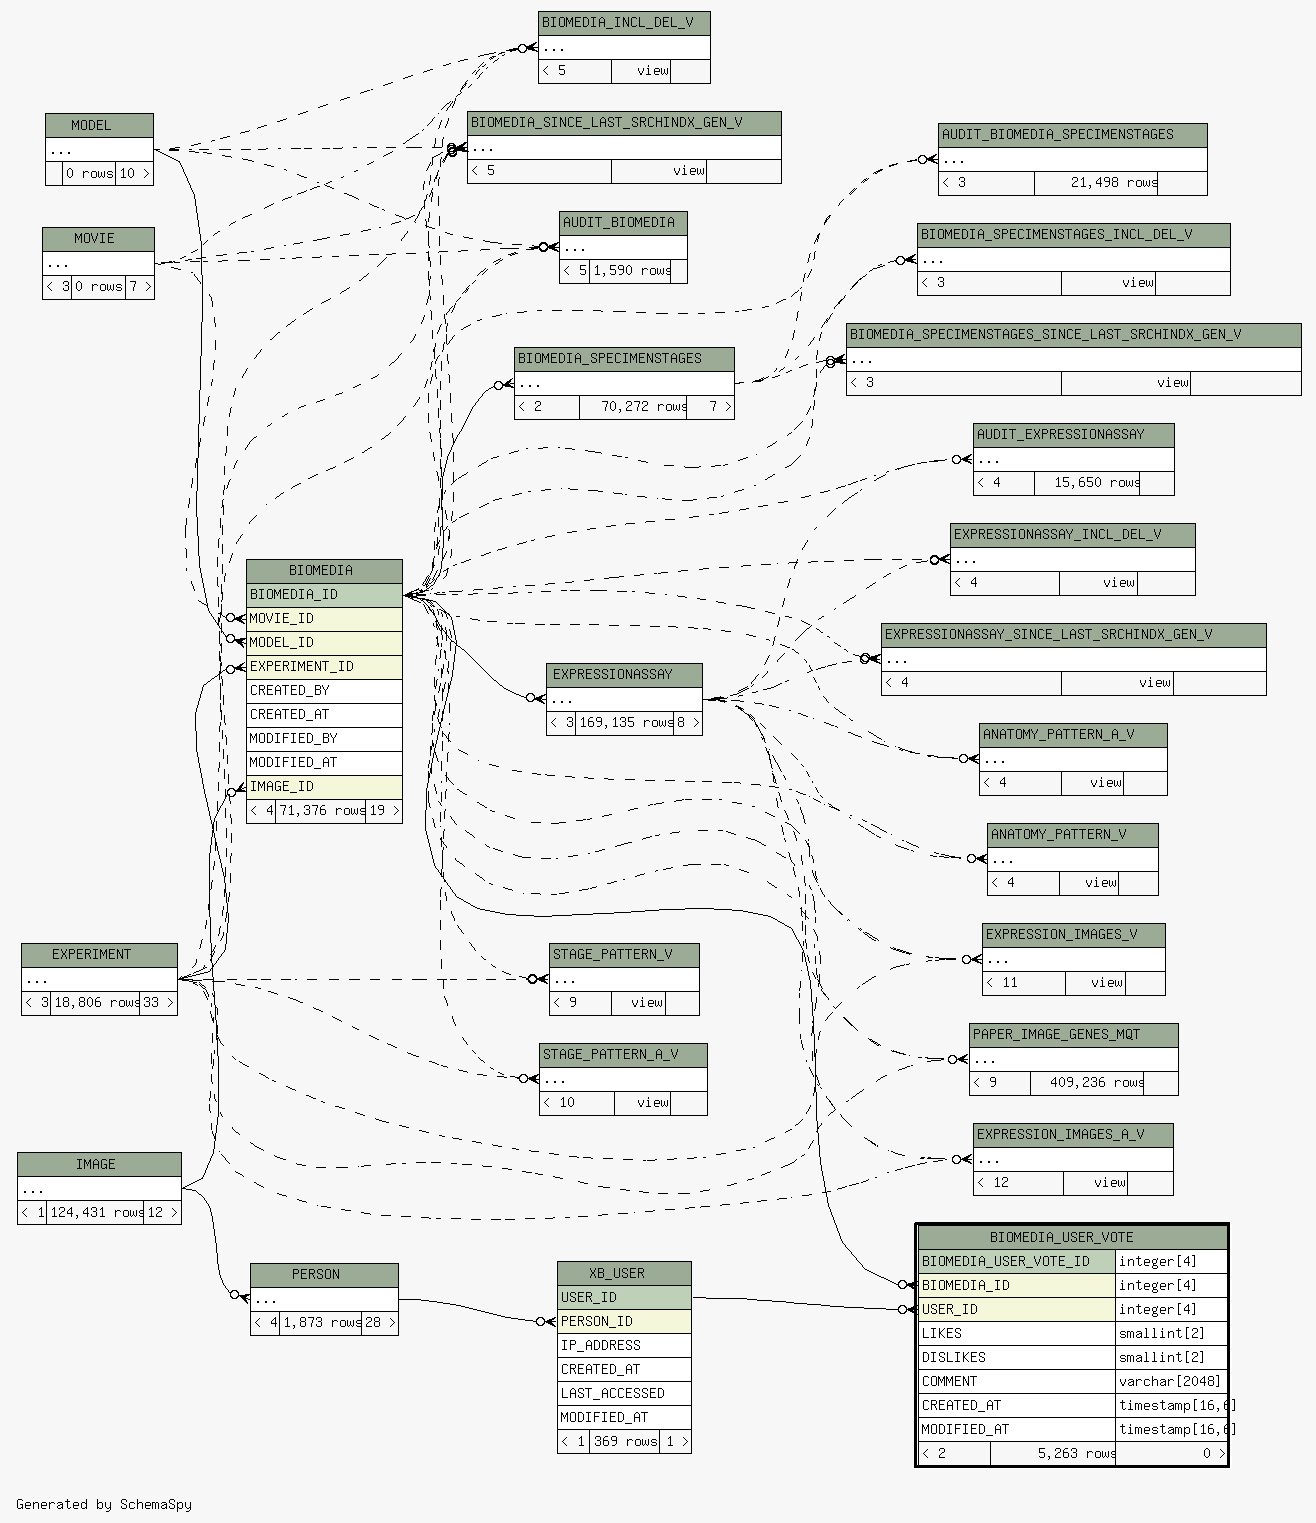 BIOMEDIA_INCL_DEL_V
...
< 5 view
MODEL
...
0 rows 10 >
BIOMEDIA_SINCE_LAST_SRCHINDX_GEN_V
...
< 5 view
AUDIT_BIOMEDIA_SPECIMENSTAGES
...
< 3 21,498 rows
MOVIE
...
< 3 0 rows 7 >
AUDIT_BIOMEDIA
...
< 5 1,590 rows
BIOMEDIA_SPECIMENSTAGES_INCL_DEL_V
...
< 3 view
BIOMEDIA_SPECIMENSTAGES
...
< 2 70,272 rows 7 >
BIOMEDIA_SPECIMENSTAGES_SINCE_LAST_SRCHINDX_GEN_V
...
< 3 view
AUDIT_EXPRESSIONASSAY
...
< 4 15,650 rows
EXPRESSIONASSAY_INCL_DEL_V
...
< 4 view
BIOMEDIA
BIOMEDIA_ID
MOVIE_ID
MODEL_ID
EXPERIMENT_ID
CREATED_BY
CREATED_AT
MODIFIED_BY
MODIFIED_AT
IMAGE_ID
< 4 71,376 rows 19 >
EXPRESSIONASSAY_SINCE_LAST_SRCHINDX_GEN_V
...
< 4 view
EXPRESSIONASSAY
...
< 3 169,135 rows 8 >
ANATOMY_PATTERN_A_V
...
< 4 view
ANATOMY_PATTERN_V
...
< 4 view
EXPERIMENT
...
< 3 18,806 rows 33 >
STAGE_PATTERN_V
...
< 9 view
EXPRESSION_IMAGES_V
...
< 11 view
STAGE_PATTERN_A_V
...
< 10 view
PAPER_IMAGE_GENES_MQT
...
< 9 409,236 rows
EXPRESSION_IMAGES_A_V
...
< 12 view
IMAGE
...
< 1 124,431 rows 12 >
PERSON
...
< 4 1,873 rows 28 >
XB_USER
USER_ID
PERSON_ID
IP_ADDRESS
CREATED_AT
LAST_ACCESSED
MODIFIED_AT
< 1 369 rows 1 >
BIOMEDIA_USER_VOTE
BIOMEDIA_USER_VOTE_ID integer[4]
BIOMEDIA_ID integer[4]
USER_ID integer[4]
LIKES smallint[2]
DISLIKES smallint[2]
COMMENT varchar[2048]
CREATED_AT timestamp[16,6]
MODIFIED_AT timestamp[16,6]
< 2 5,263 rows 0 >
Generated by SchemaSpy